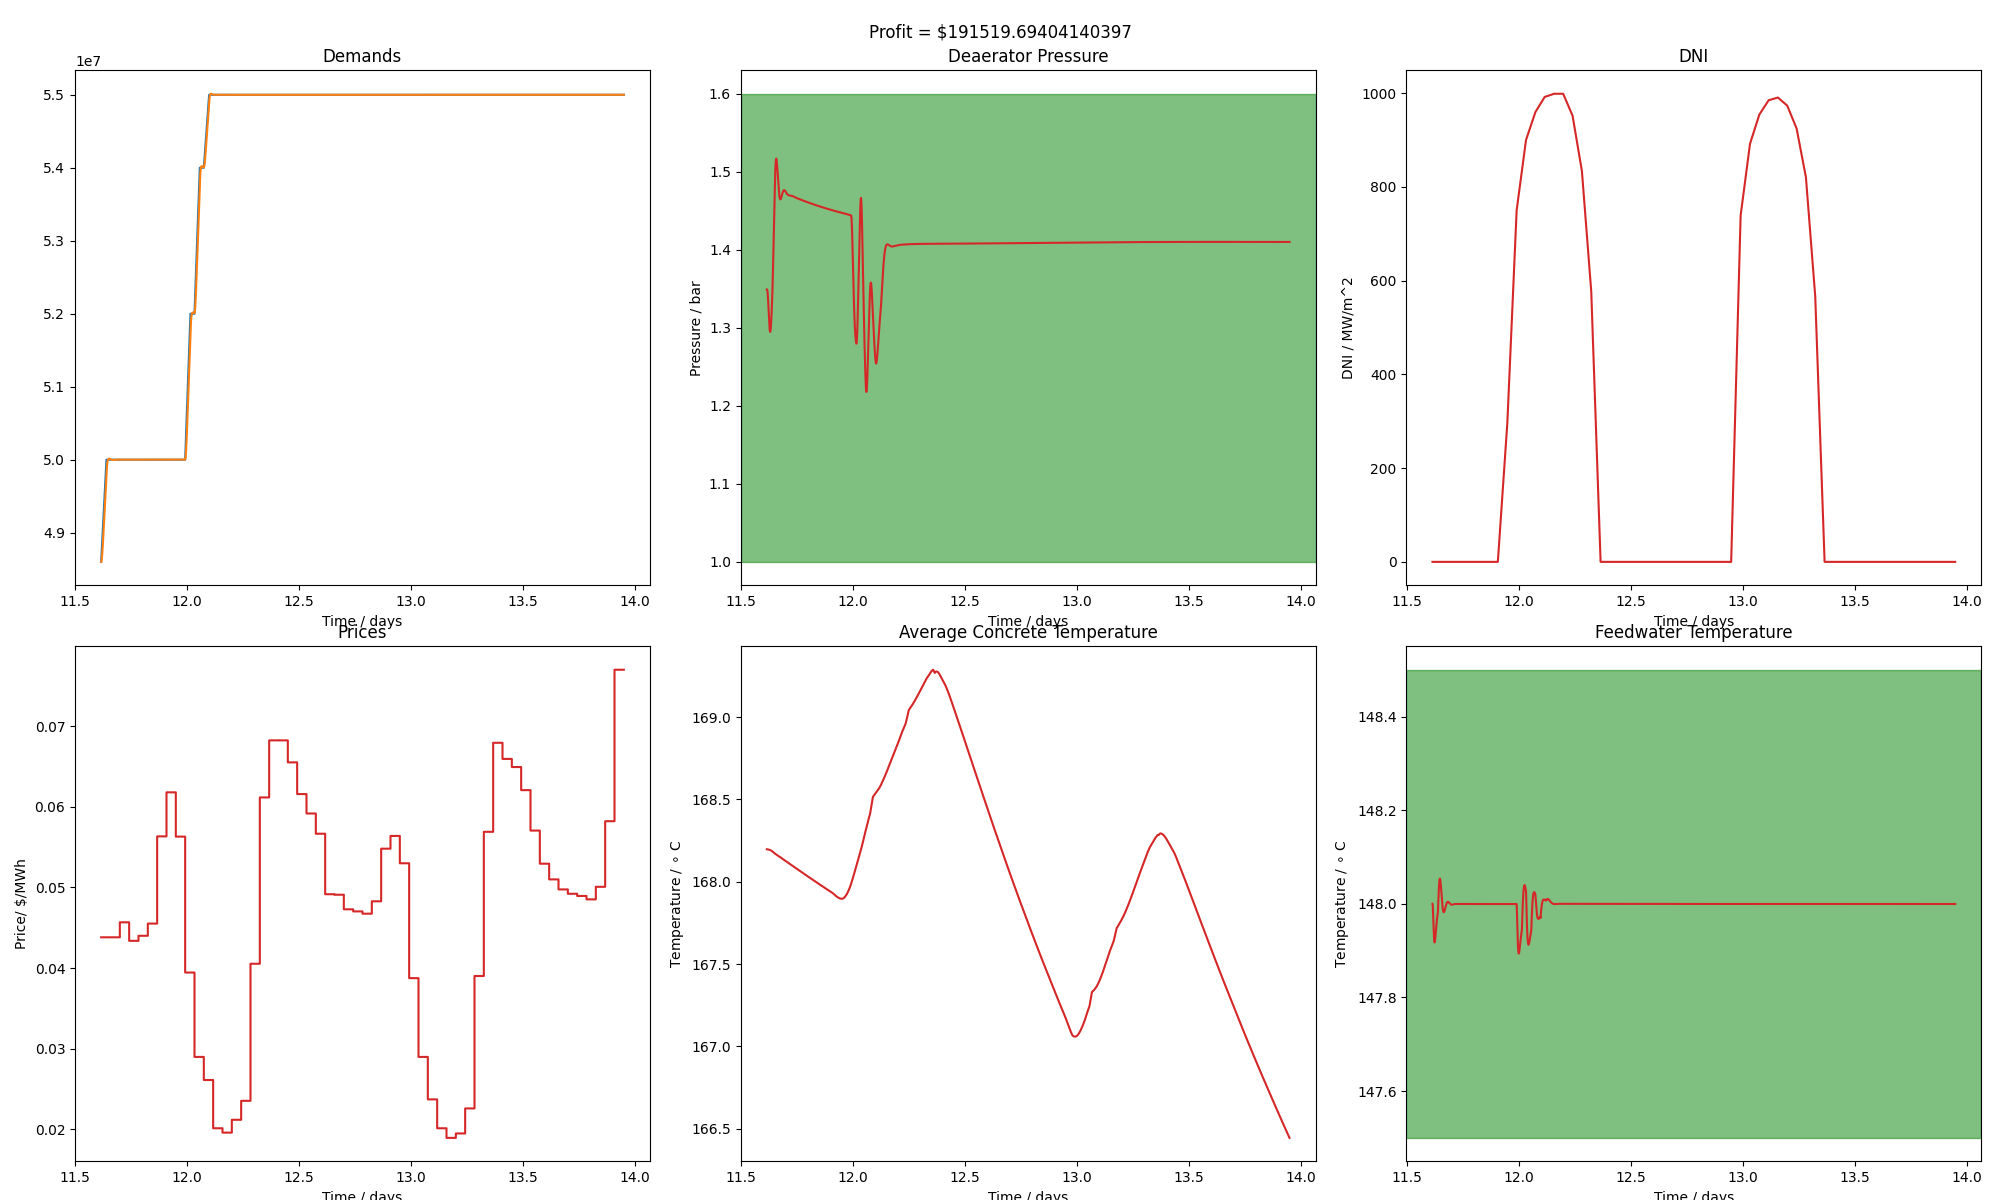 Profit = $191519.69404140397
Demands
1e7
5.5
5.4
5.3
5.2
5.1
5.0
4.9
11.5 12.0 12.5 13.0 13.5 14.0
Time / days
Deaerator Pressure
Pressure / bar
1.6
1.5
1.4
1.3
1.2
1.1
1.0
11.5 12.0 12.5 13.0 13.5 14.0
Time / days
DNI
DNI / MW/m^2
1000
800
600
400
200
0
11.5 12.0 12.5 13.0 13.5 14.0
Time / days
Prices
Price/ $/MWh
0.07
0.06
0.05
0.04
0.03
0.02
11.5 12.0 12.5 13.0 13.5 14.0
Time / days
Average Concrete Temperature
Temperature / ∘ C
169.0
168.5
168.0
167.5
167.0
166.5
11.5 12.0 12.5 13.0 13.5 14.0
Time / days
Feedwater Temperature
Temperature / ∘ C
148.4
148.2
148.0
147.8
147.6
11.5 12.0 12.5 13.0 13.5 14.0
Time / days